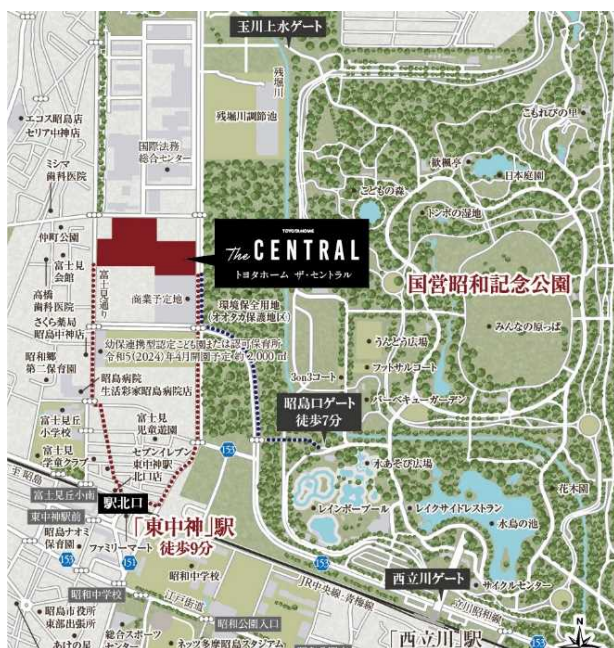 玉川上水ゲート
残堀川
エコス昭島店
セリア中神店
残堀川調節池
こもれびの里
国際法務
総合センター
ミシマ
歯科医院
歓楓亭
日本庭園
こどもの森
トンボの湿地
仲町公園
富士見
会館
TOYOTAHOME
The CENTRAL
トヨタホーム ザ・セントラル
国営昭和記念公園
高橋
歯科医院
富士見通り
商業予定地
環境保全用地
(オオタカ保護地区)
みんなの原っぱ
さくら薬局
昭島中神店
うんどう広場
幼保連携型認定こども園または認可保育所
令和5(2024)年4月開園予定 約2,000㎡
昭和郷
第二保育園
フットサルコート
3on3コート
昭島病院
生活彩家昭島病院店
昭島口ゲート
徒歩7分
バーベキューガーデン
富士見丘
小学校
富士見
児童遊園
153
水あそび広場
富士見
学童クラブ
セブンイレブン
東中神駅
北口店
至昭島
花木園
富士見丘小南
駅北口
レインボープール
レイクサイドレストラン
東中神駅前
「東中神」駅
徒歩9分
水鳥の池
昭島ナオミ
保育園
ファミリーマート
153
151
昭和中学校
153
西立川ゲート
サイクルセンター
昭和中学校
江戸街道
JR中央線・青梅線
立川昭和線
昭島市役所
東部出張所
昭和公園入口
153
N
あけの星
総合スポーツ
センター
ネッツ多摩昭島スタジアム
「西立川」駅